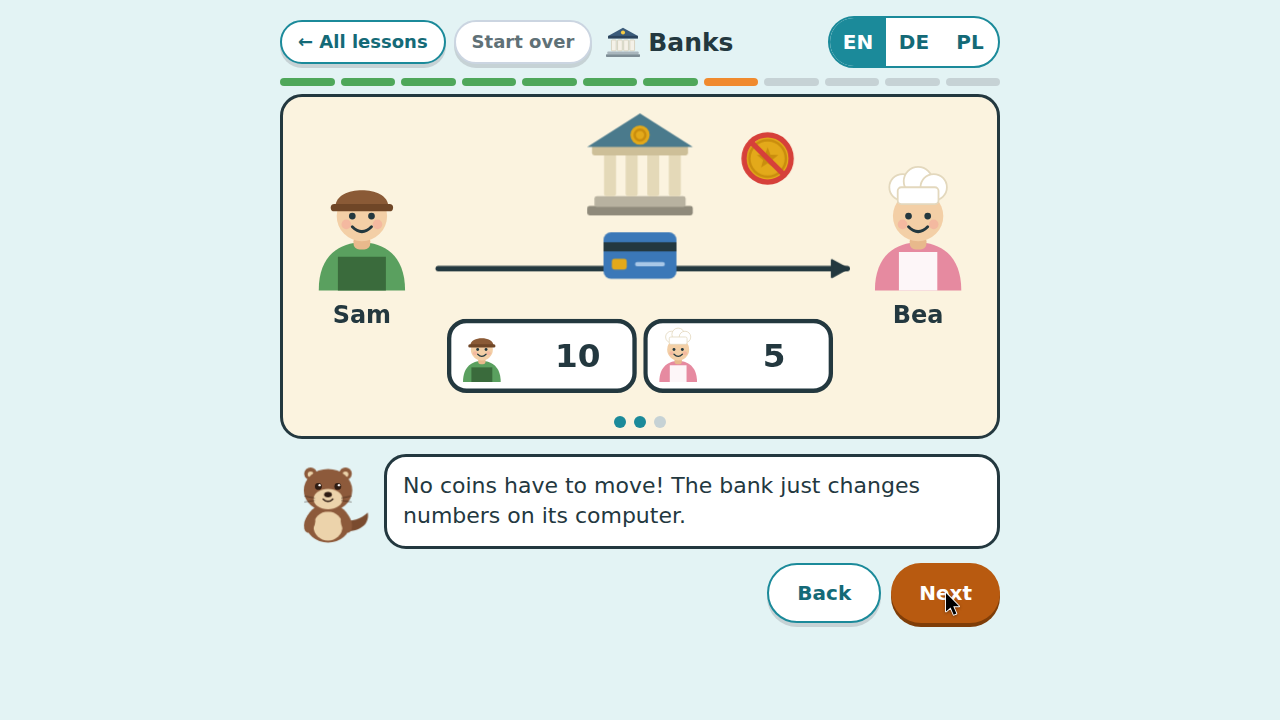 ← All lessons
Start over
Banks
EN DE PL
Sam
Bea
10
5
No coins have to move! The bank just changes
numbers on its computer.
Back
Next